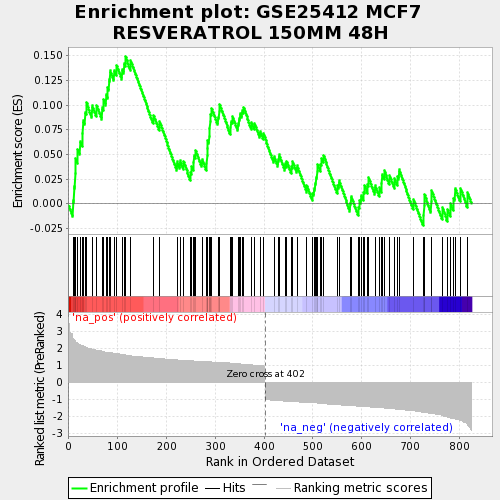 Enrichment plot: GSE25412 MCF7
RESVERATROL 150MM 48H
Enrichment score (ES)
0.150
0.125
0.100
0.075
0.050
0.025
0.000
-0.025
'na_pos' (positively correlated)
Ranked list metric (PreRanked)
4
3
2
1
0
-1
-2
-3
Zero cross at 402
'na_neg' (negatively correlated)
0 100 200 300 400 500 600 700 800
Rank in Ordered Dataset
Enrichment profile Hits Ranking metric scores